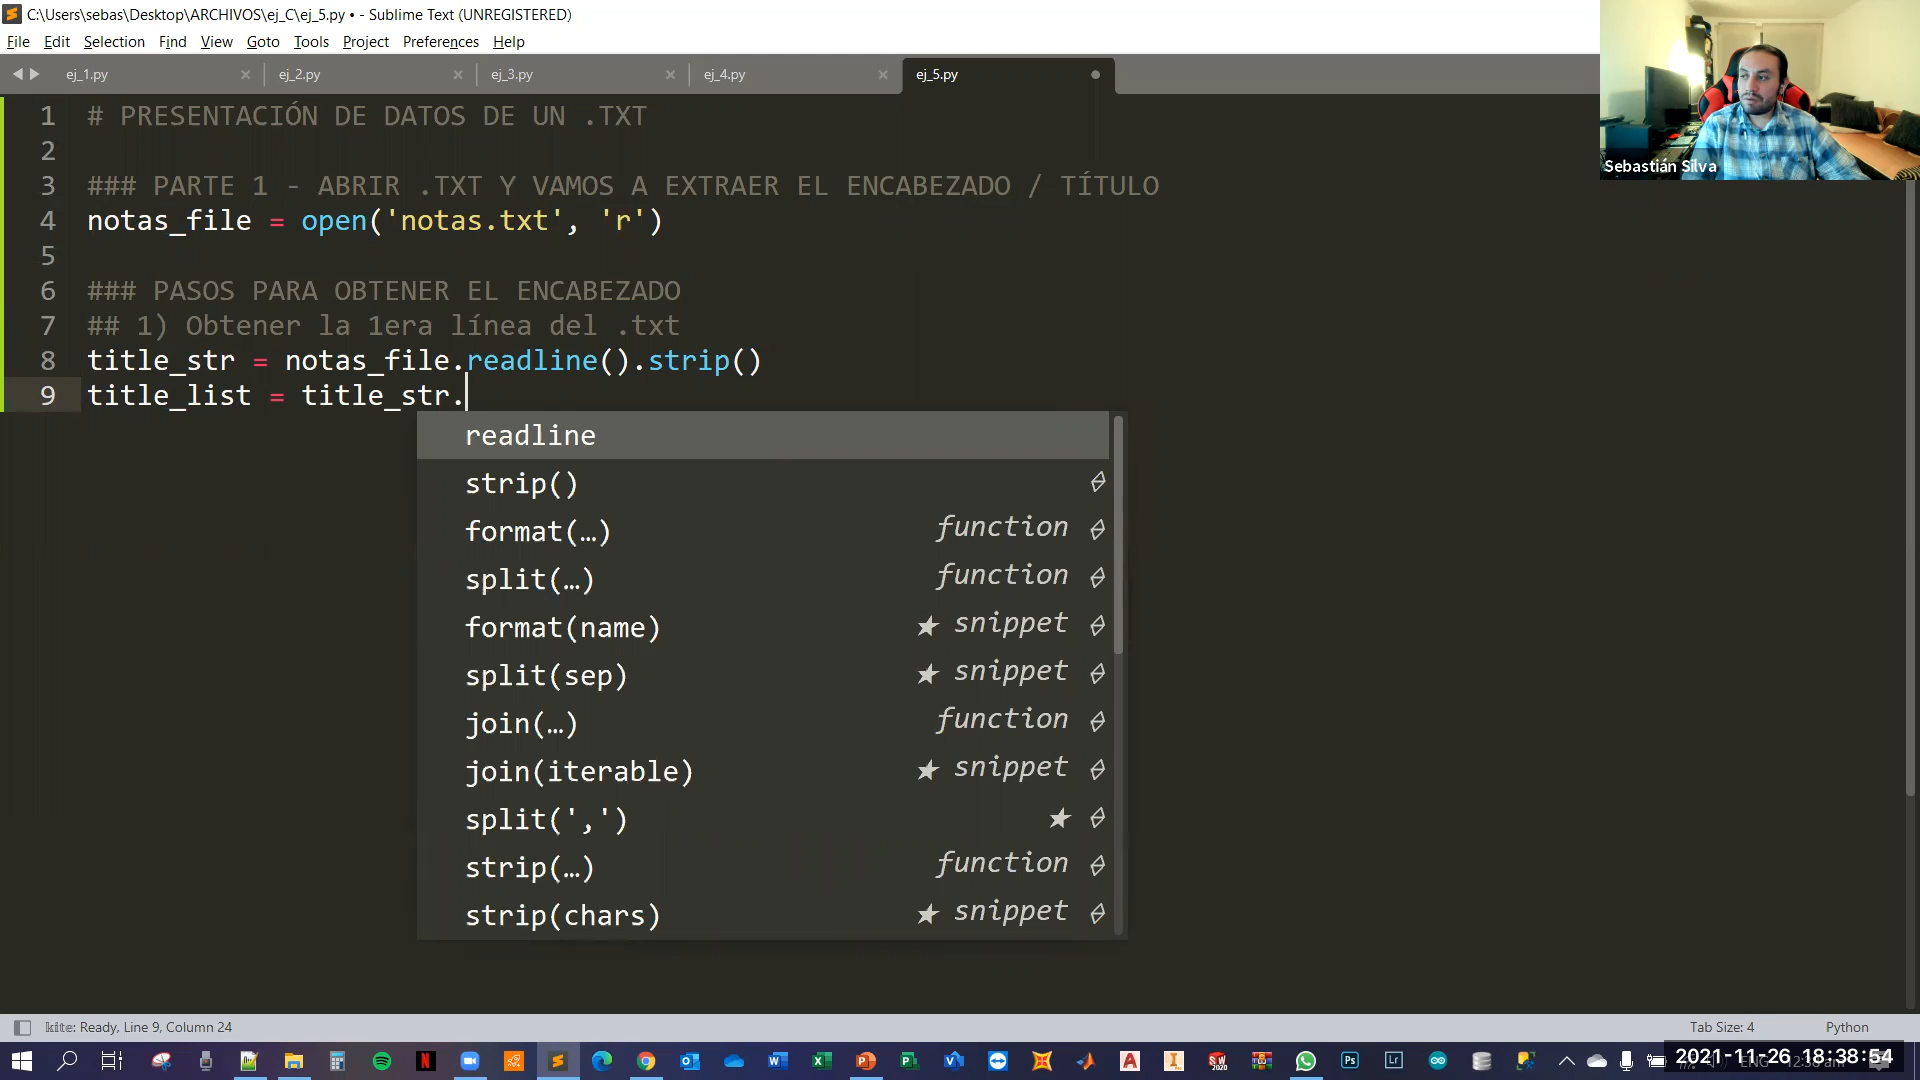 C:\Users\sebas\Desktop\ARCHIVOS\ej_C\ej_5.py • - Sublime Text (UNREGISTERED)
File Edit Selection Find View Goto Tools Project Preferences Help
ej_1.py ej_2.py ej_3.py ej_4.py ej_5.py
Sebastián Silva
1 # PRESENTACIÓN DE DATOS DE UN .TXT
2
3 ### PARTE 1 - ABRIR .TXT Y VAMOS A EXTRAER EL ENCABEZADO / TÍTULO
4 notas_file = open('notas.txt', 'r')
5
6 ### PASOS PARA OBTENER EL ENCABEZADO
7 ## 1) Obtener la 1era línea del .txt
8 title_str = notas_file.readline().strip()
9 title_list = title_str.
readline
strip()
format(…) function
split(…) function
format(name) ★ snippet
split(sep) ★ snippet
join(…) function
join(iterable) ★ snippet
split(',') ★
strip(…) function
strip(chars) ★ snippet
kite: Ready, Line 9, Column 24
Tab Size: 4 Python
2021-11-26 18:38:54